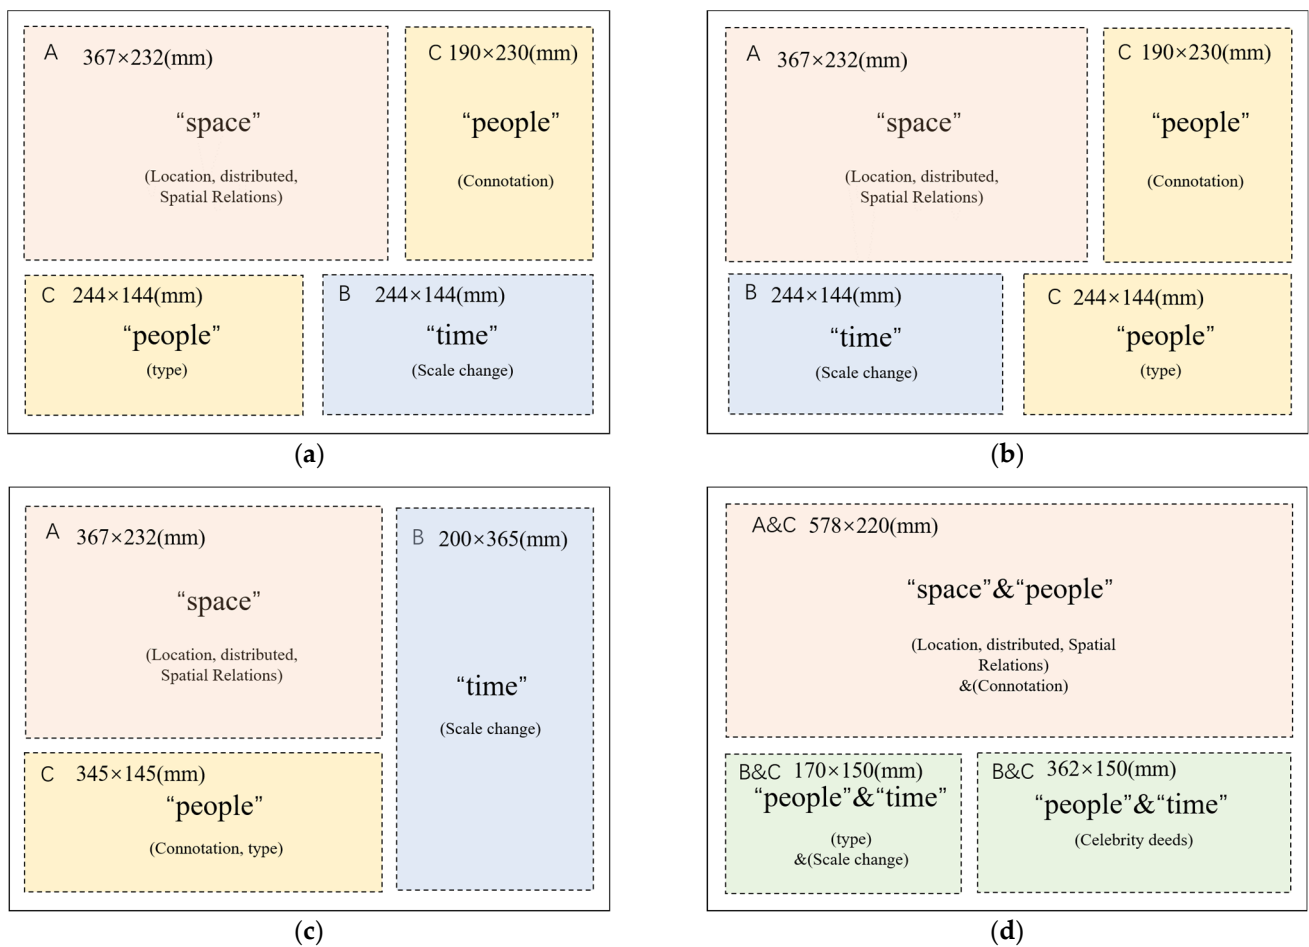 A 367×232(mm)
“space”
(Location, distributed,
Spatial Relations)
C 190×230(mm)
“people”
(Connotation)
C 244×144(mm)
“people”
(type)
B 244×144(mm)
“time”
(Scale change)
(a)
A 367×232(mm)
“space”
(Location, distributed,
Spatial Relations)
C 190×230(mm)
“people”
(Connotation)
B 244×144(mm)
“time”
(Scale change)
C 244×144(mm)
“people”
(type)
(b)
A 367×232(mm)
“space”
(Location, distributed,
Spatial Relations)
B 200×365(mm)
“time”
(Scale change)
C 345×145(mm)
“people”
(Connotation, type)
(c)
A&C 578×220(mm)
“space”&“people”
(Location, distributed, Spatial
Relations)
&(Connotation)
B&C 170×150(mm)
“people”&“time”
(type)
&(Scale change)
B&C 362×150(mm)
“people”&“time”
(Celebrity deeds)
(d)